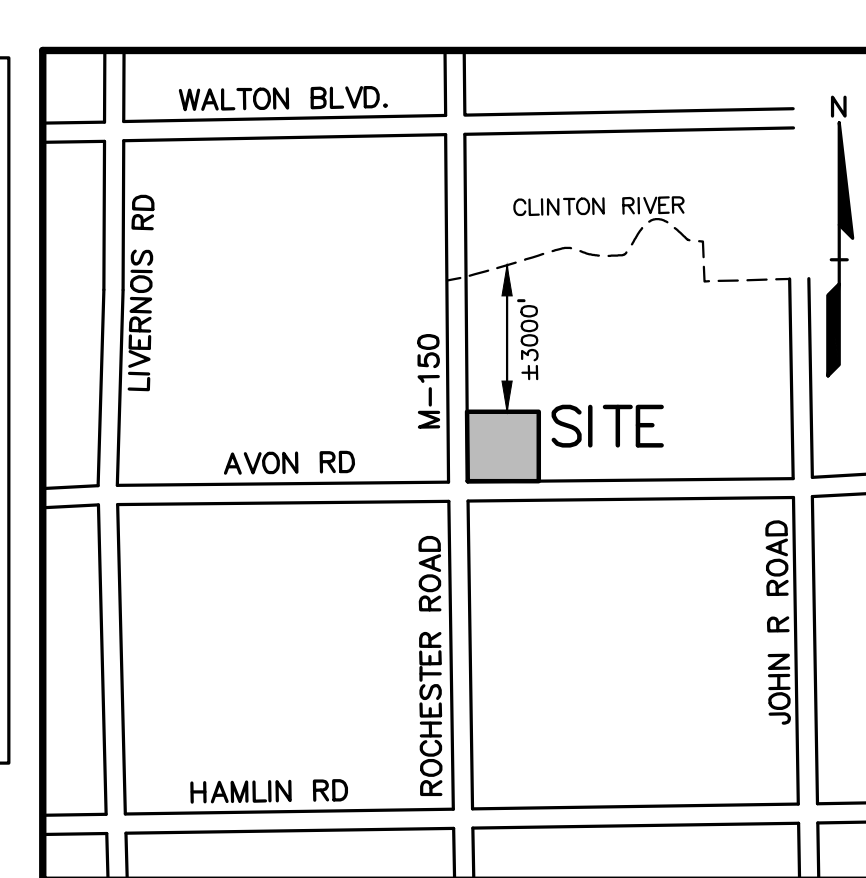 WALTON BLVD.
N
LIVERNOIS RD
CLINTON RIVER
±3000'
M-150
SITE
AVON RD
ROCHESTER ROAD
JOHN R ROAD
HAMLIN RD